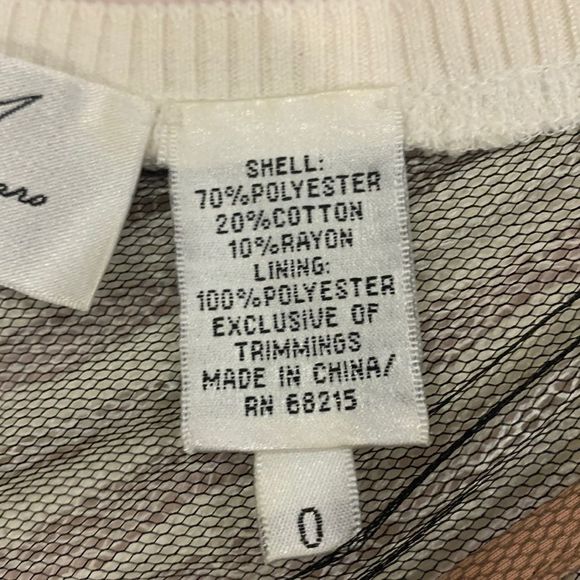 SHELL:
70%POLYESTER
20%COTTON
10%RAYON
LINING:
100%POLYESTER
EXCLUSIVE OF
TRIMMINGS
MADE IN CHINA/
RN 68215
0